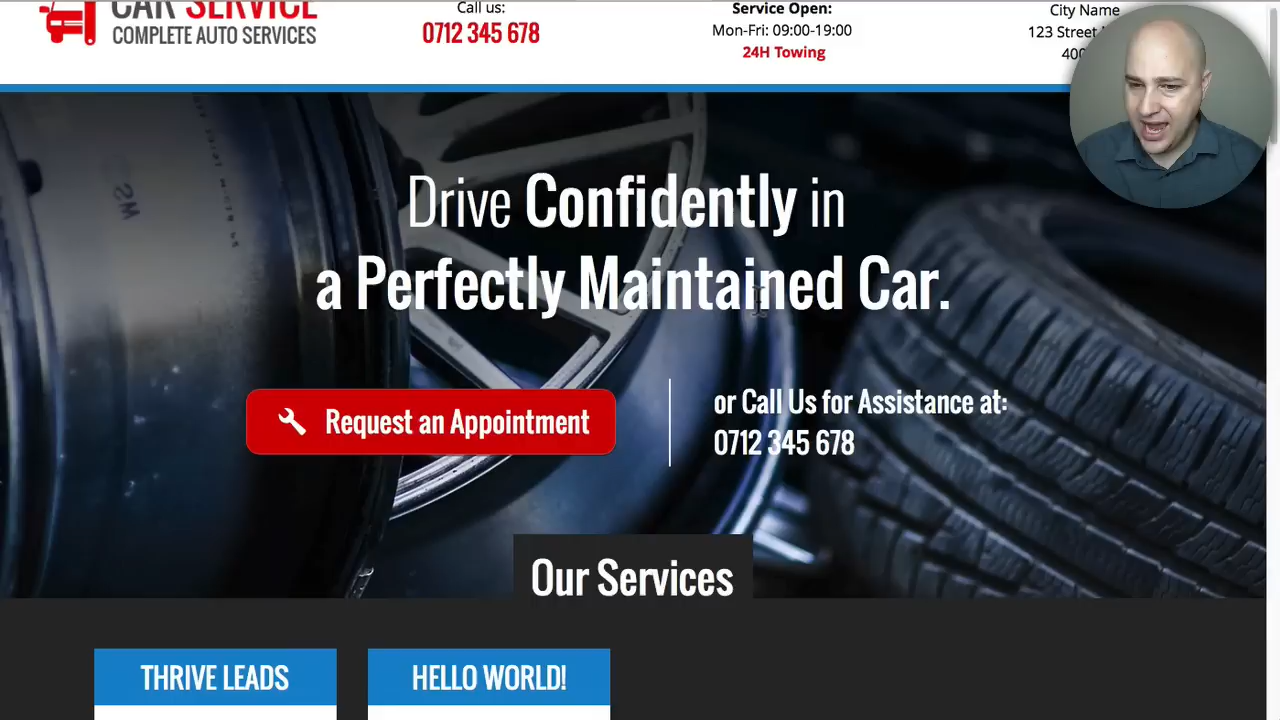 CAR SERVICE
COMPLETE AUTO SERVICES
Call us:
0712 345 678
Service Open:
Mon-Fri: 09:00-19:00
24H Towing
City Name
123 Street
400
Drive Confidently in
a Perfectly Maintained Car.
Request an Appointment
or Call Us for Assistance at:
0712 345 678
Our Services
THRIVE LEADS
HELLO WORLD!